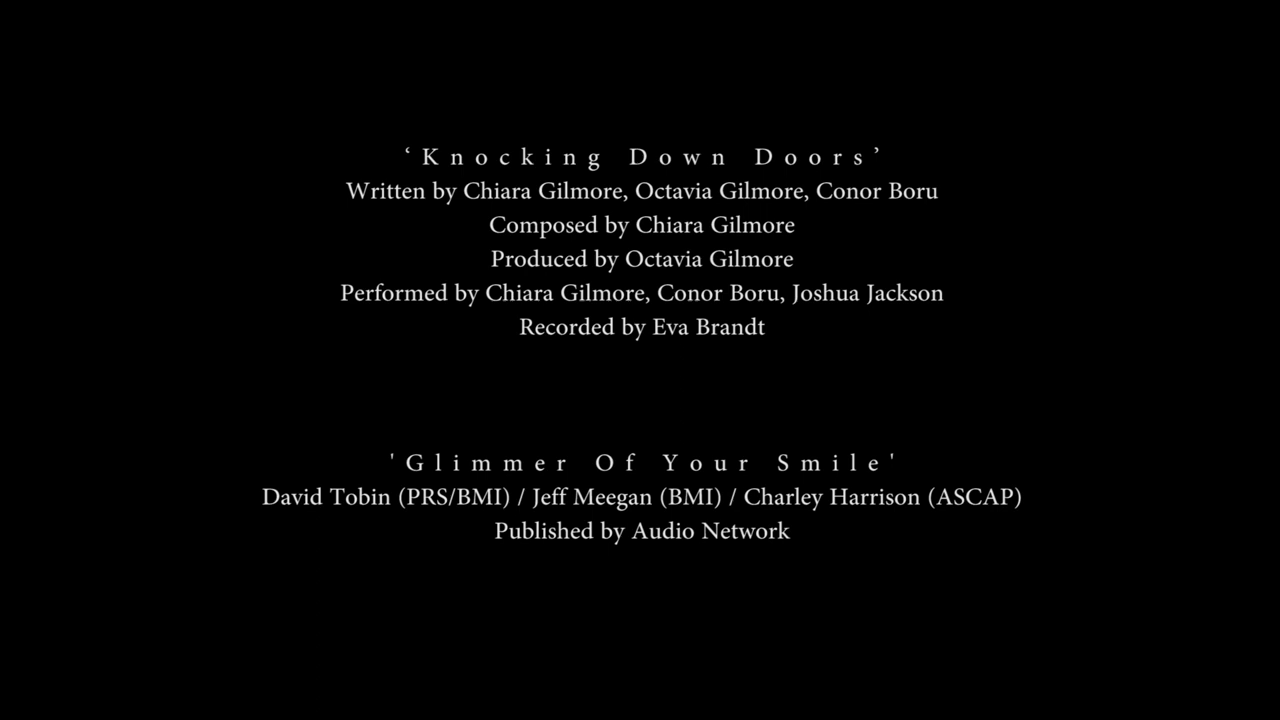 ‘Knocking Down Doors’
Written by Chiara Gilmore, Octavia Gilmore, Conor Boru
Composed by Chiara Gilmore
Produced by Octavia Gilmore
Performed by Chiara Gilmore, Conor Boru, Joshua Jackson
Recorded by Eva Brandt
'Glimmer Of Your Smile'
David Tobin (PRS/BMI) / Jeff Meegan (BMI) / Charley Harrison (ASCAP)
Published by Audio Network